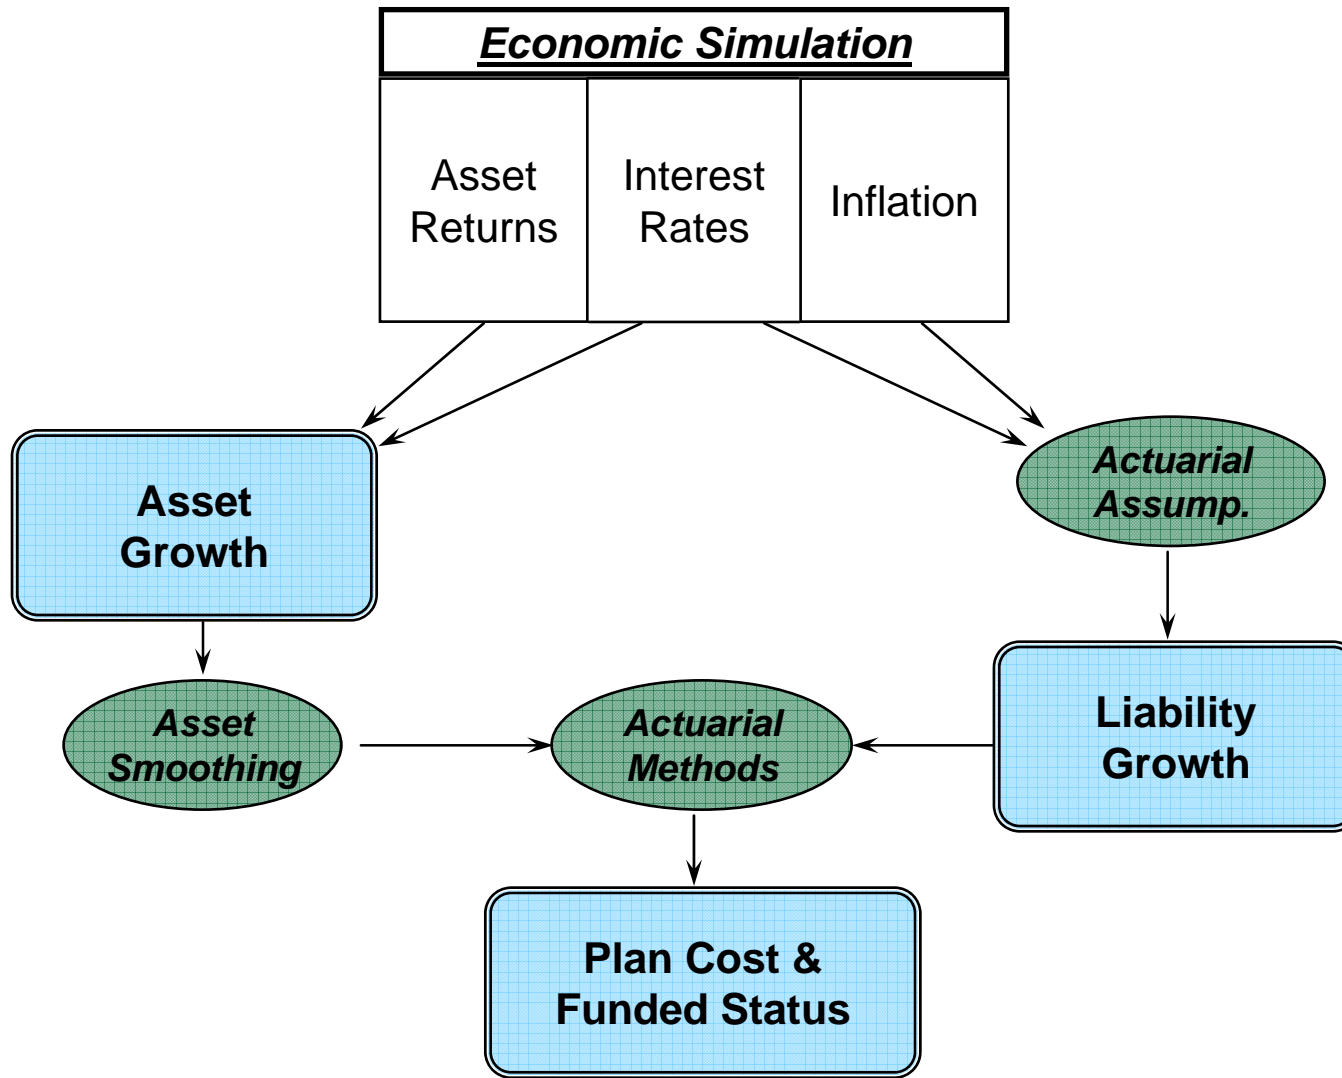 Economic Simulation
Asset
Returns
Interest
Rates
Inflation
Asset
Growth
Actuarial
Assump.
Asset
Smoothing
Actuarial
Methods
Liability
Growth
Plan Cost &
Funded Status